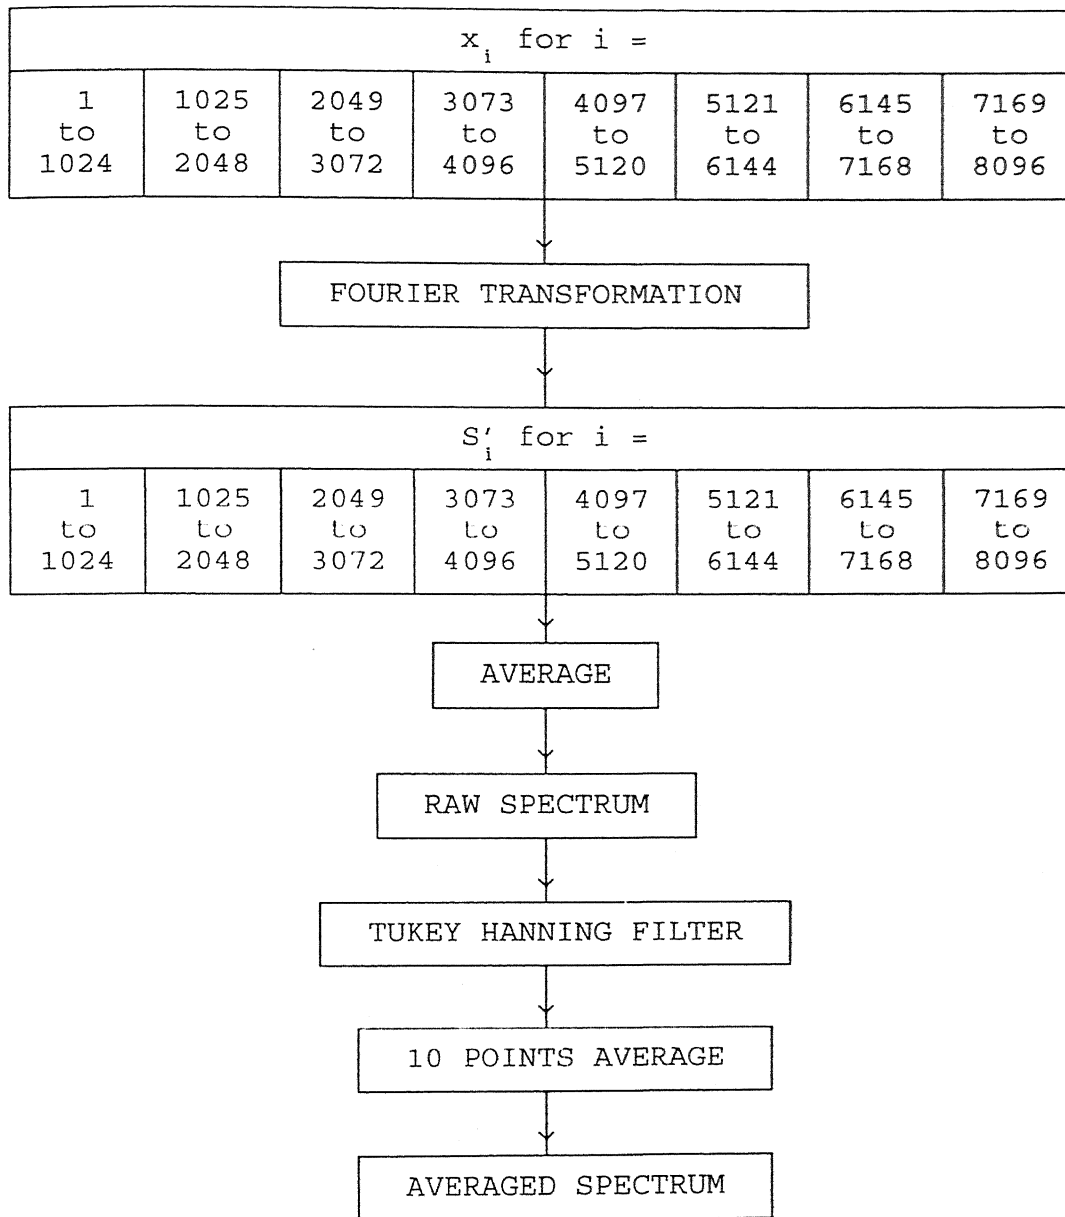 x_i for i =
1 1025 2049 3073 4097 5121 6145 7169
to to to to to to to to
1024 2048 3072 4096 5120 6144 7168 8096
FOURIER TRANSFORMATION
S'_i for i =
1 1025 2049 3073 4097 5121 6145 7169
to to to to to to to to
1024 2048 3072 4096 5120 6144 7168 8096
AVERAGE
RAW SPECTRUM
TUKEY HANNING FILTER
10 POINTS AVERAGE
AVERAGED SPECTRUM